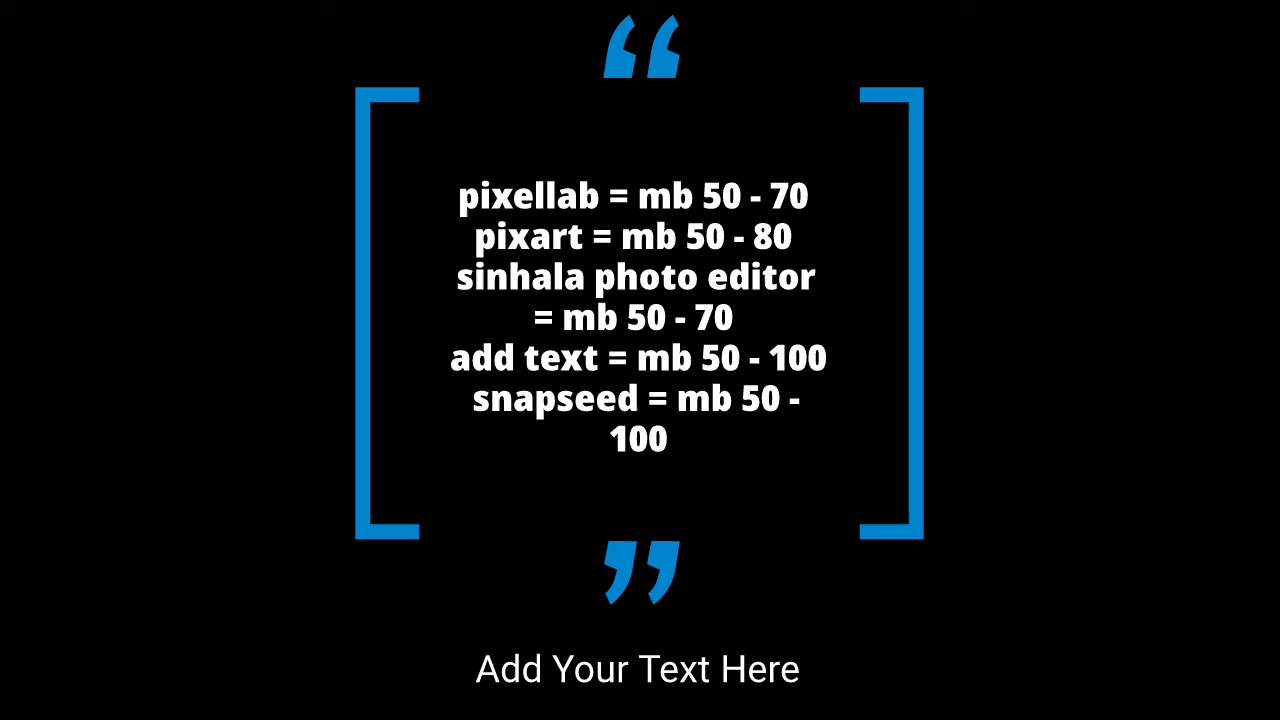 “
pixellab = mb 50 - 70
pixart = mb 50 - 80
sinhala photo editor
= mb 50 - 70
add text = mb 50 - 100
snapseed = mb 50 -
100
”
Add Your Text Here